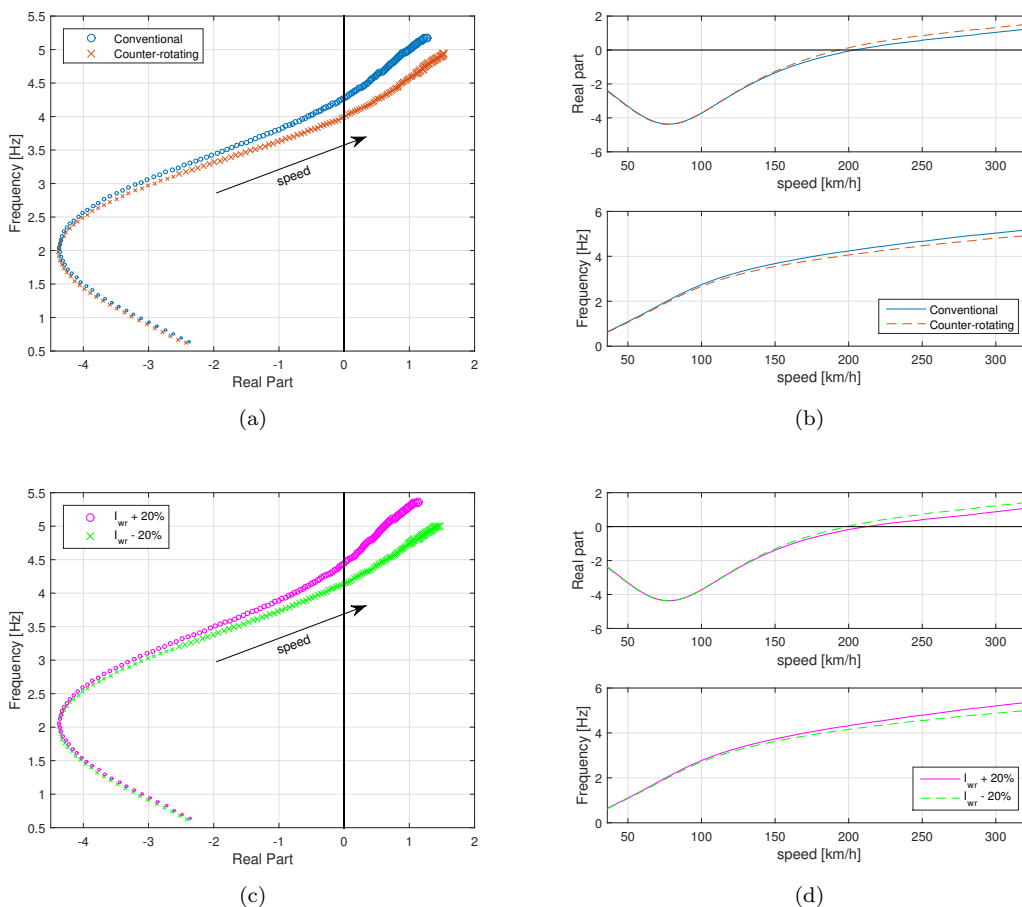 5.5
5
4.5
4
3.5
3
2.5
2
1.5
1
0.5
Frequency [Hz]
Conventional
Counter-rotating
speed
-4 -3 -2 -1 0 1 2
Real Part
(a)
2
0
-2
-4
-6
Real part
50 100 150 200 250 300
speed [km/h]
6
4
2
0
Frequency [Hz]
Conventional
Counter-rotating
50 100 150 200 250 300
speed [km/h]
(b)
5.5
5
4.5
4
3.5
3
2.5
2
1.5
1
0.5
Frequency [Hz]
I_wr + 20%
I_wr - 20%
speed
-4 -3 -2 -1 0 1 2
Real Part
(c)
2
0
-2
-4
-6
Real part
50 100 150 200 250 300
speed [km/h]
6
4
2
0
Frequency [Hz]
I_wr + 20%
I_wr - 20%
50 100 150 200 250 300
speed [km/h]
(d)